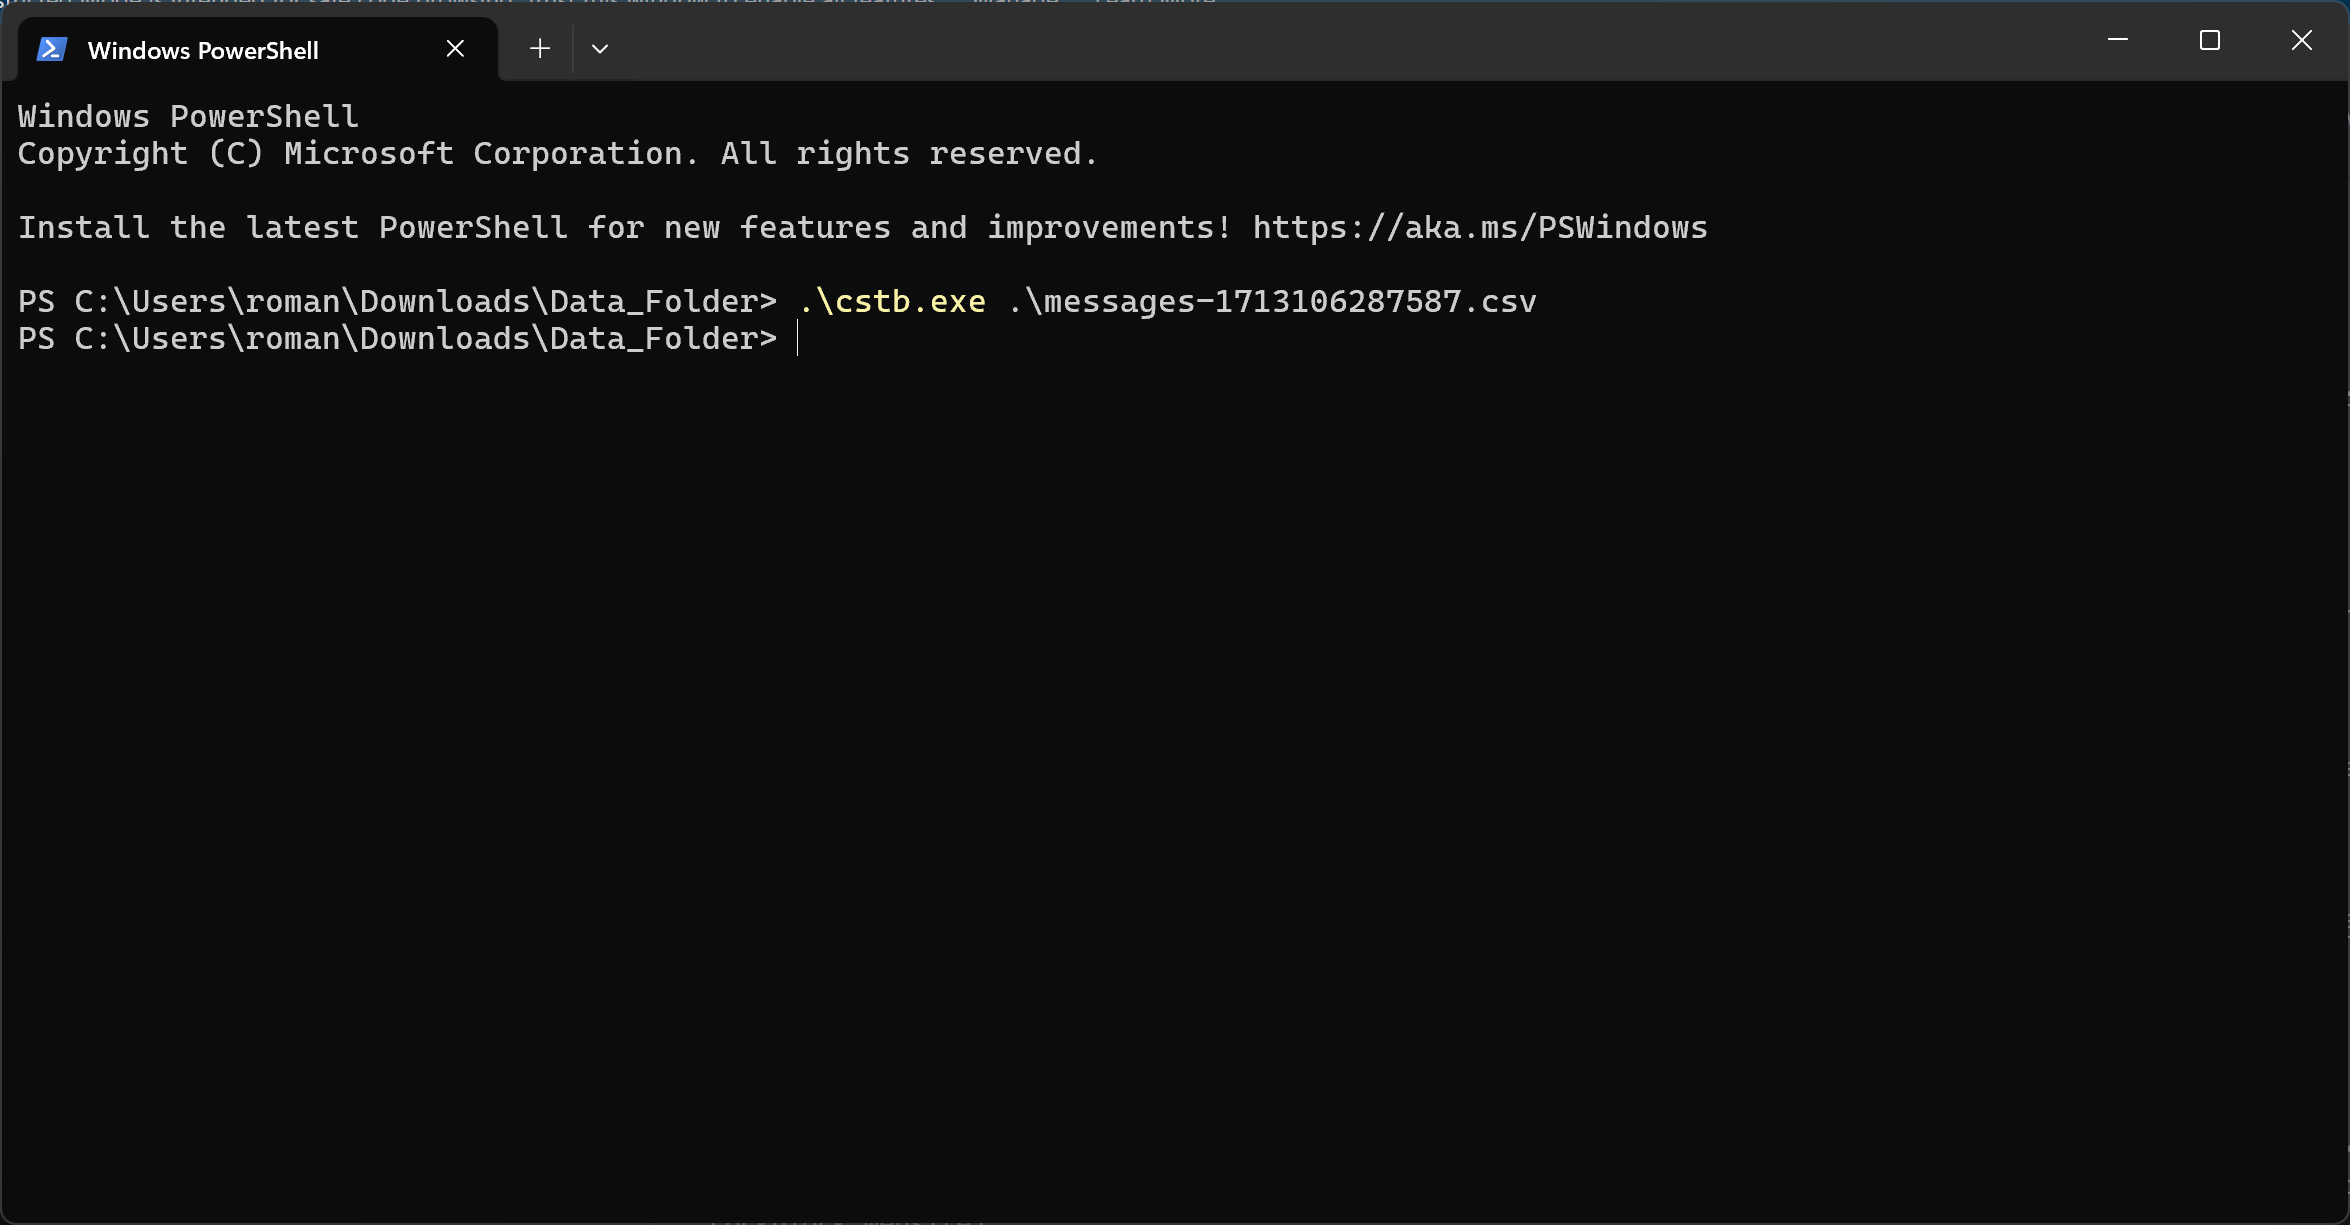 Windows PowerShell
Windows PowerShell
Copyright (C) Microsoft Corporation. All rights reserved.
Install the latest PowerShell for new features and improvements! https://aka.ms/PSWindows
PS C:\Users\roman\Downloads\Data_Folder> .\cstb.exe .\messages-1713106287587.csv
PS C:\Users\roman\Downloads\Data_Folder>